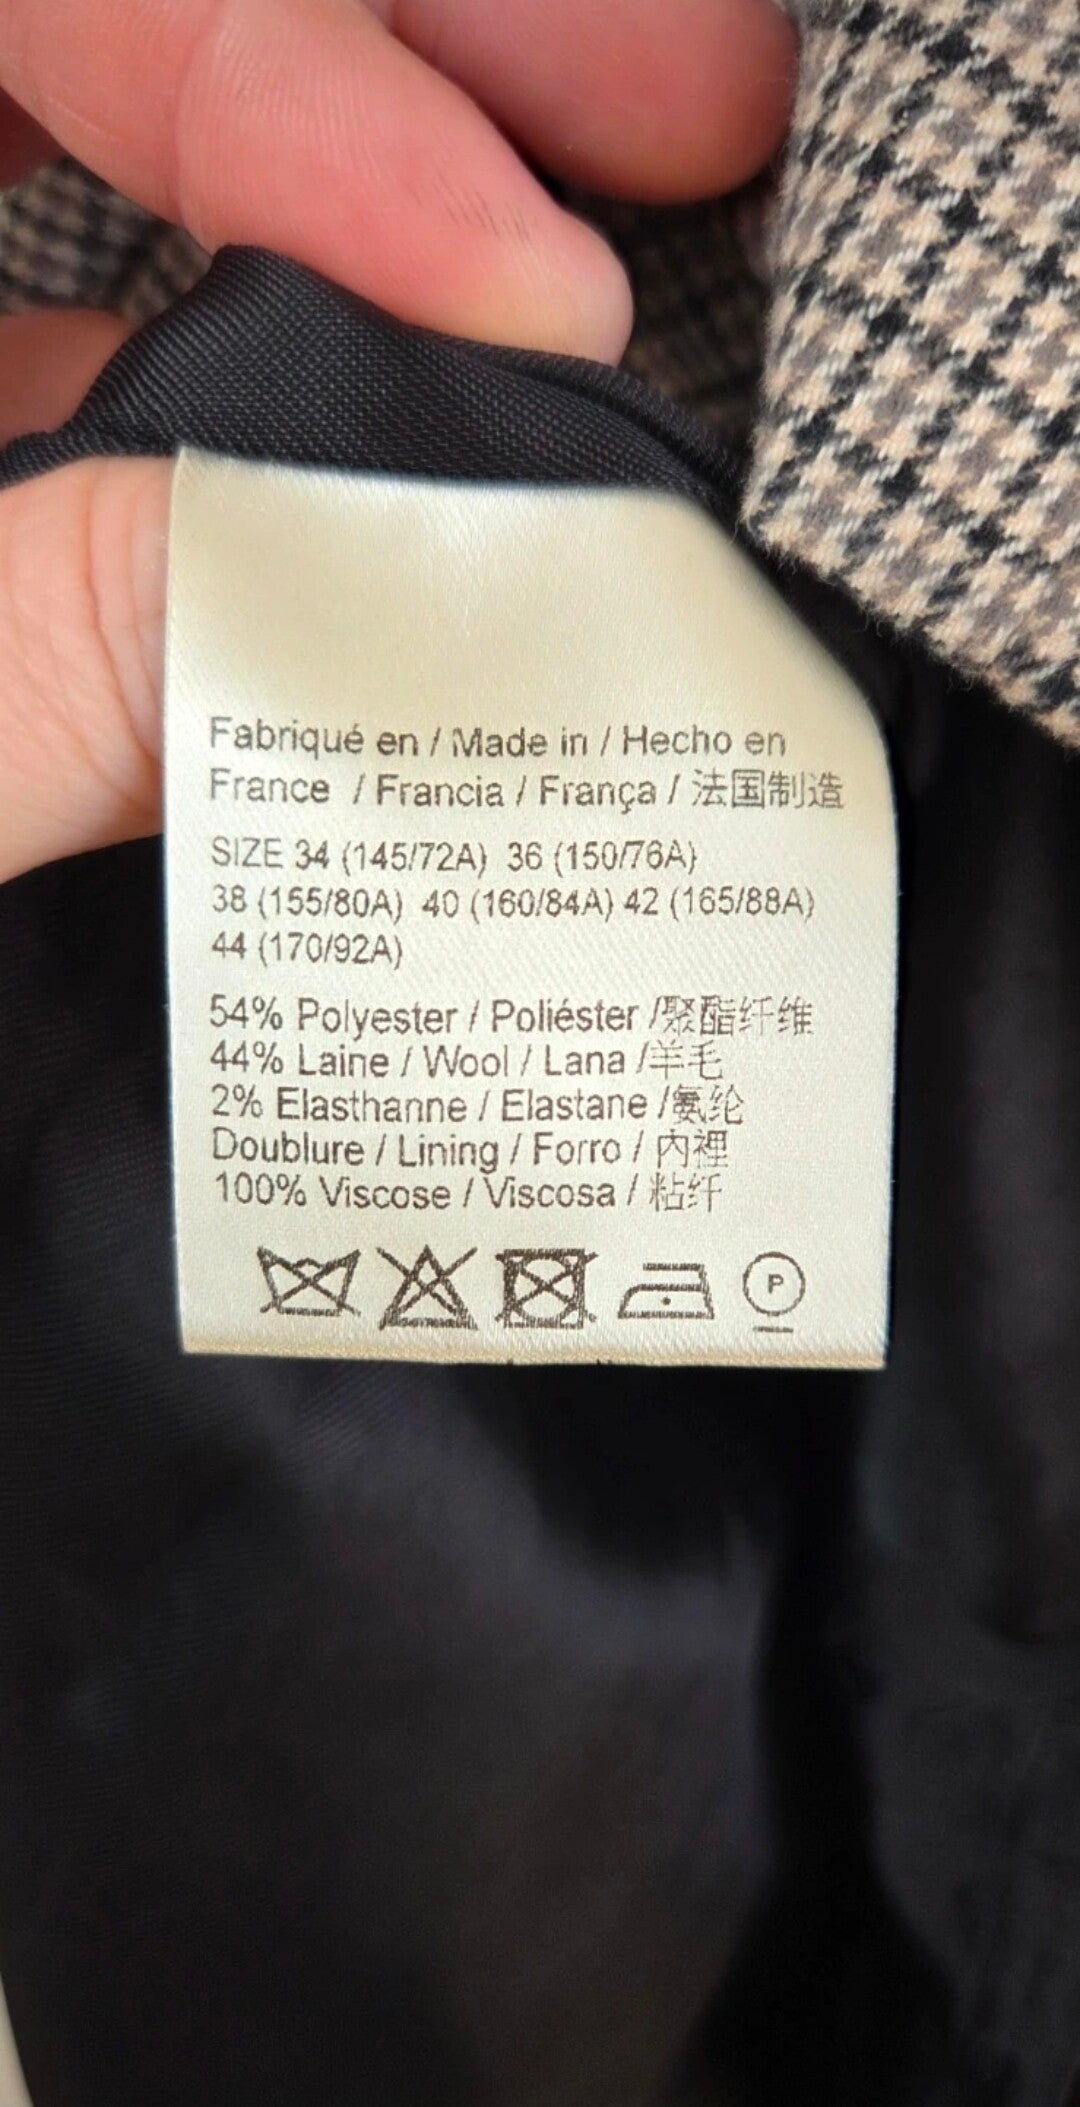 Fabriqué en / Made in / Hecho en
France / Francia / França / 法国制造
SIZE 34 (145/72A) 36 (150/76A)
38 (155/80A) 40 (160/84A) 42 (165/88A)
44 (170/92A)
54% Polyester / Poliéster /聚酯纤维
44% Laine / Wool / Lana /羊毛
2% Elasthanne / Elastane /氨纶
Doublure / Lining / Forro / 内裡
100% Viscose / Viscosa / 粘纤
P